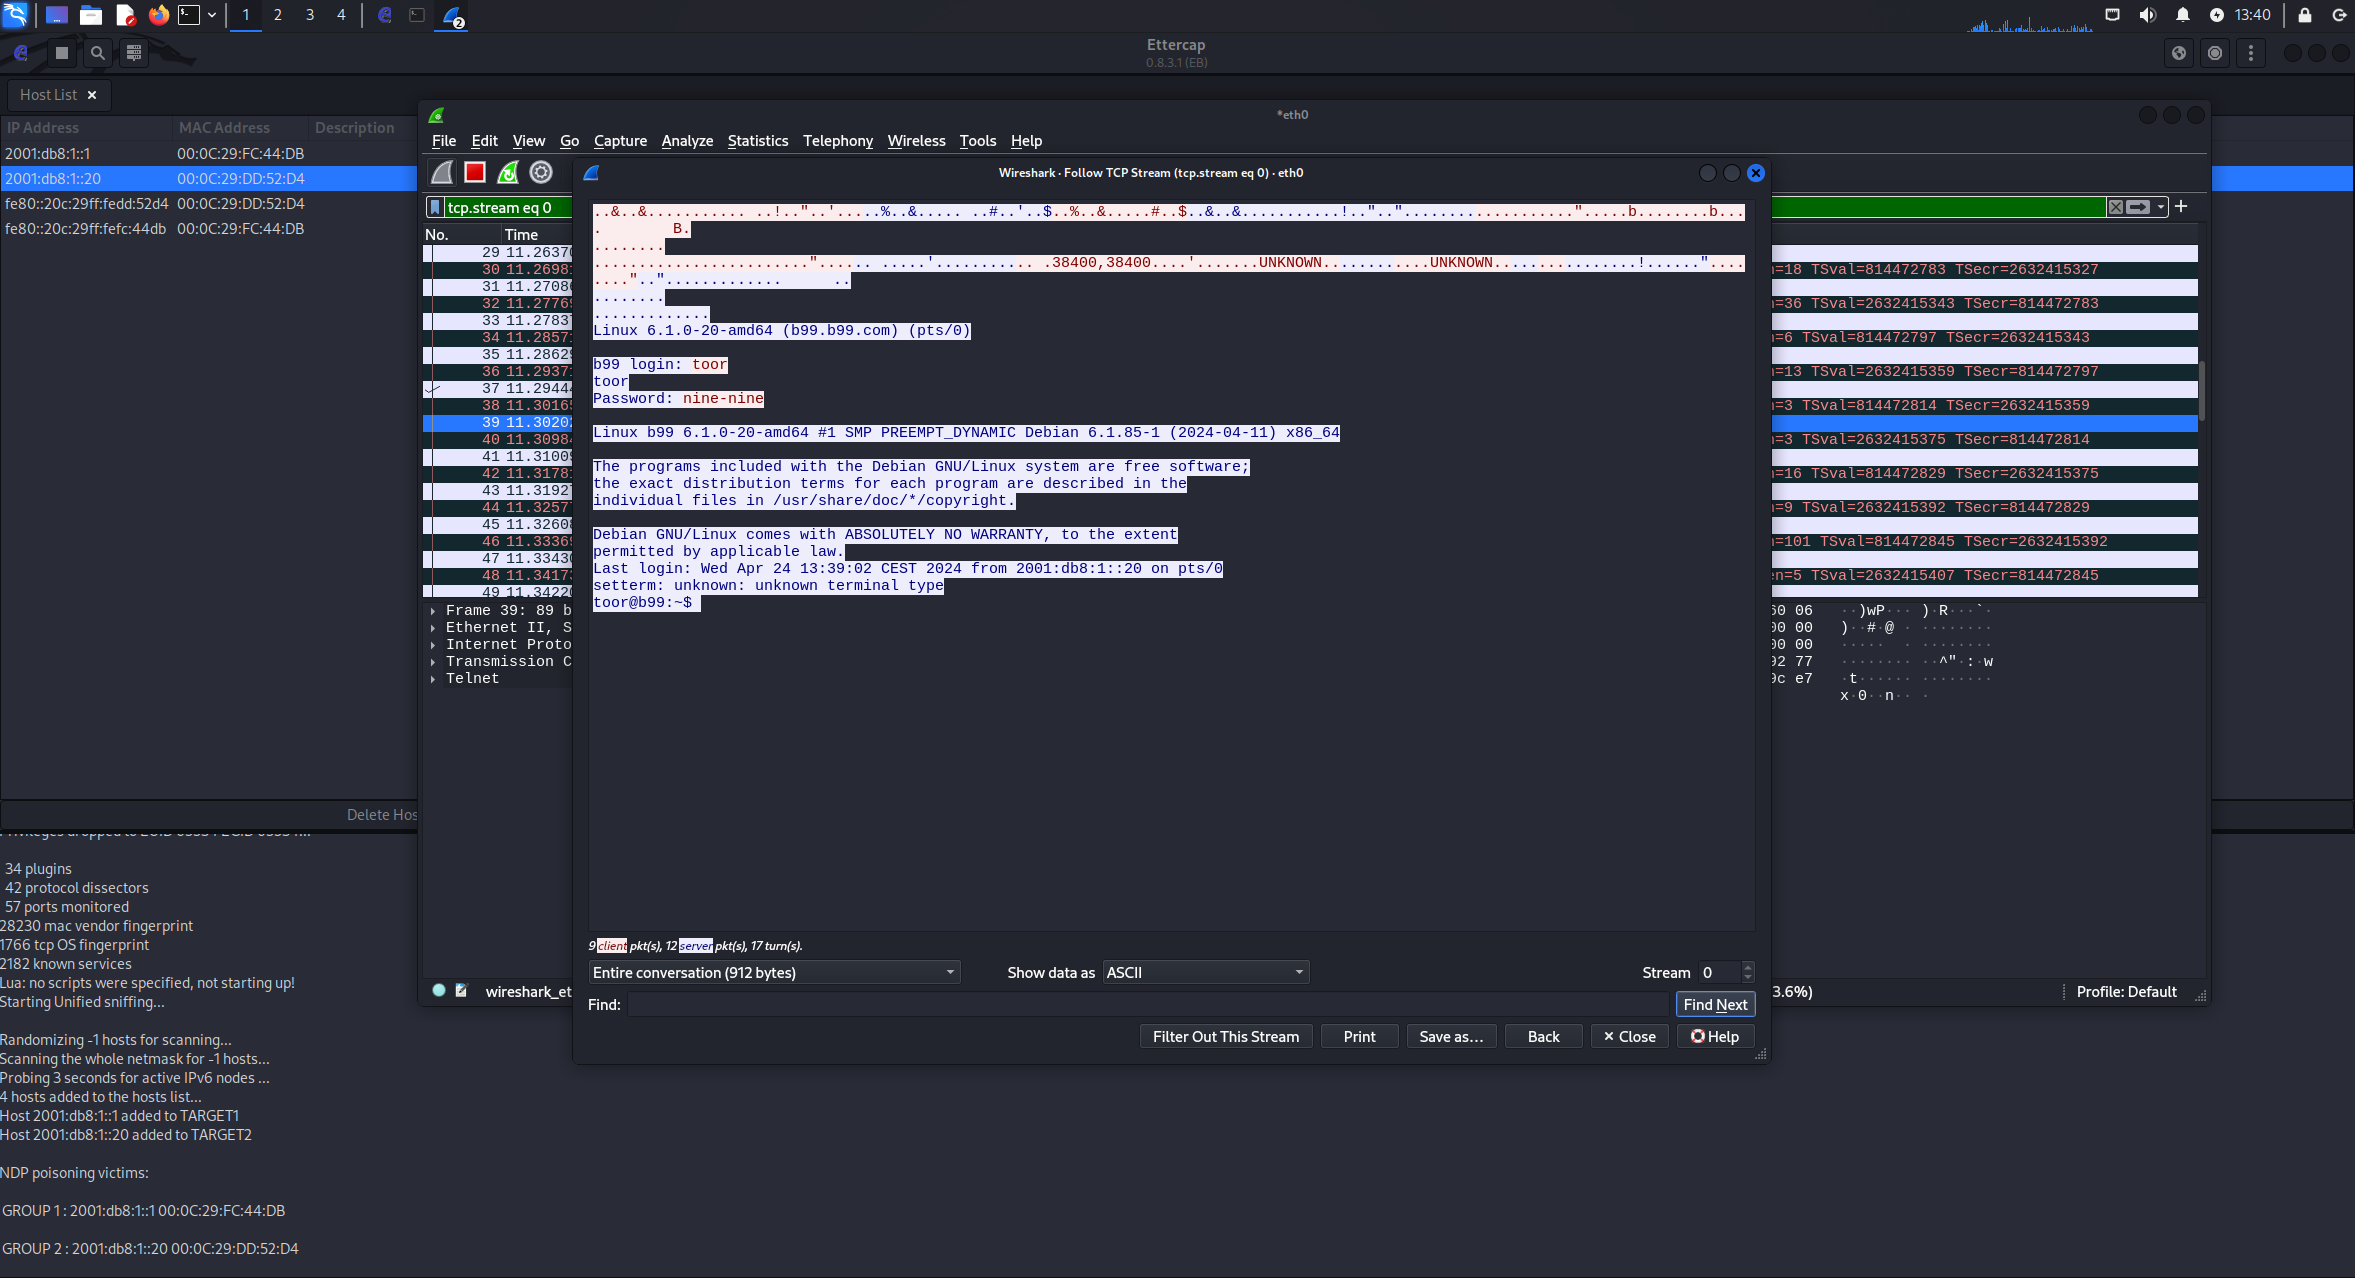 1 2 3 4 2 13:40
Ettercap
0.8.3.1 (EB)
Host List ×
IP Address MAC Address Description
2001:db8:1::1 00:0C:29:FC:44:DB
2001:db8:1::20 00:0C:29:DD:52:D4
fe80::20c:29ff:fedd:52d4 00:0C:29:DD:52:D4
fe80::20c:29ff:fefc:44db 00:0C:29:FC:44:DB
Delete Hos
34 plugins
42 protocol dissectors
57 ports monitored
28230 mac vendor fingerprint
1766 tcp OS fingerprint
2182 known services
Lua: no scripts were specified, not starting up!
Starting Unified sniffing...
Randomizing -1 hosts for scanning...
Scanning the whole netmask for -1 hosts...
Probing 3 seconds for active IPv6 nodes ...
4 hosts added to the hosts list...
Host 2001:db8:1::1 added to TARGET1
Host 2001:db8:1::20 added to TARGET2
NDP poisoning victims:
GROUP 1 : 2001:db8:1::1 00:0C:29:FC:44:DB
GROUP 2 : 2001:db8:1::20 00:0C:29:DD:52:D4
*eth0
File Edit View Go Capture Analyze Statistics Telephony Wireless Tools Help
tcp.stream eq 0
No. Time
29 11.2637
30 11.2698
31 11.2708
32 11.2776
33 11.2783
34 11.2857
35 11.2862
36 11.2937
37 11.2944
38 11.3016
39 11.3020
40 11.3098
41 11.3100
42 11.3178
43 11.3192
44 11.3257
45 11.3260
46 11.3336
47 11.3343
48 11.3417
49 11.3422
n=18 TSval=814472783 TSecr=2632415327
n=36 TSval=2632415343 TSecr=814472783
n=6 TSval=814472797 TSecr=2632415343
n=13 TSval=2632415359 TSecr=814472797
n=3 TSval=814472814 TSecr=2632415359
n=3 TSval=2632415375 TSecr=814472814
n=16 TSval=814472829 TSecr=2632415375
n=9 TSval=2632415392 TSecr=814472829
n=101 TSval=814472845 TSecr=2632415392
en=5 TSval=2632415407 TSecr=814472845
Frame 39: 89 b
Ethernet II, S
Internet Proto
Transmission C
Telnet
60 06 ··)wP··· )·R···`·
00 00 )··#·@·· ········
00 00
92 77 ········ ··^"·:·w
9c e7 ·t······ ········
x·0··n·· ·
wireshark_et
3.6%)
Profile: Default
Wireshark · Follow TCP Stream (tcp.stream eq 0) · eth0
. B.
........
.38400,38400....'.......UNKNOWN............UNKNOWN
Linux 6.1.0-20-amd64 (b99.b99.com) (pts/0)
b99 login: toor
toor
Password: nine-nine
Linux b99 6.1.0-20-amd64 #1 SMP PREEMPT_DYNAMIC Debian 6.1.85-1 (2024-04-11) x86_64
The programs included with the Debian GNU/Linux system are free software;
the exact distribution terms for each program are described in the
individual files in /usr/share/doc/*/copyright.
Debian GNU/Linux comes with ABSOLUTELY NO WARRANTY, to the extent
permitted by applicable law.
Last login: Wed Apr 24 13:39:02 CEST 2024 from 2001:db8:1::20 on pts/0
setterm: unknown: unknown terminal type
toor@b99:~$
9 client pkt(s), 12 server pkt(s), 17 turn(s).
Entire conversation (912 bytes) Show data as ASCII Stream 0
Find: Find Next
Filter Out This Stream Print Save as… Back × Close Help